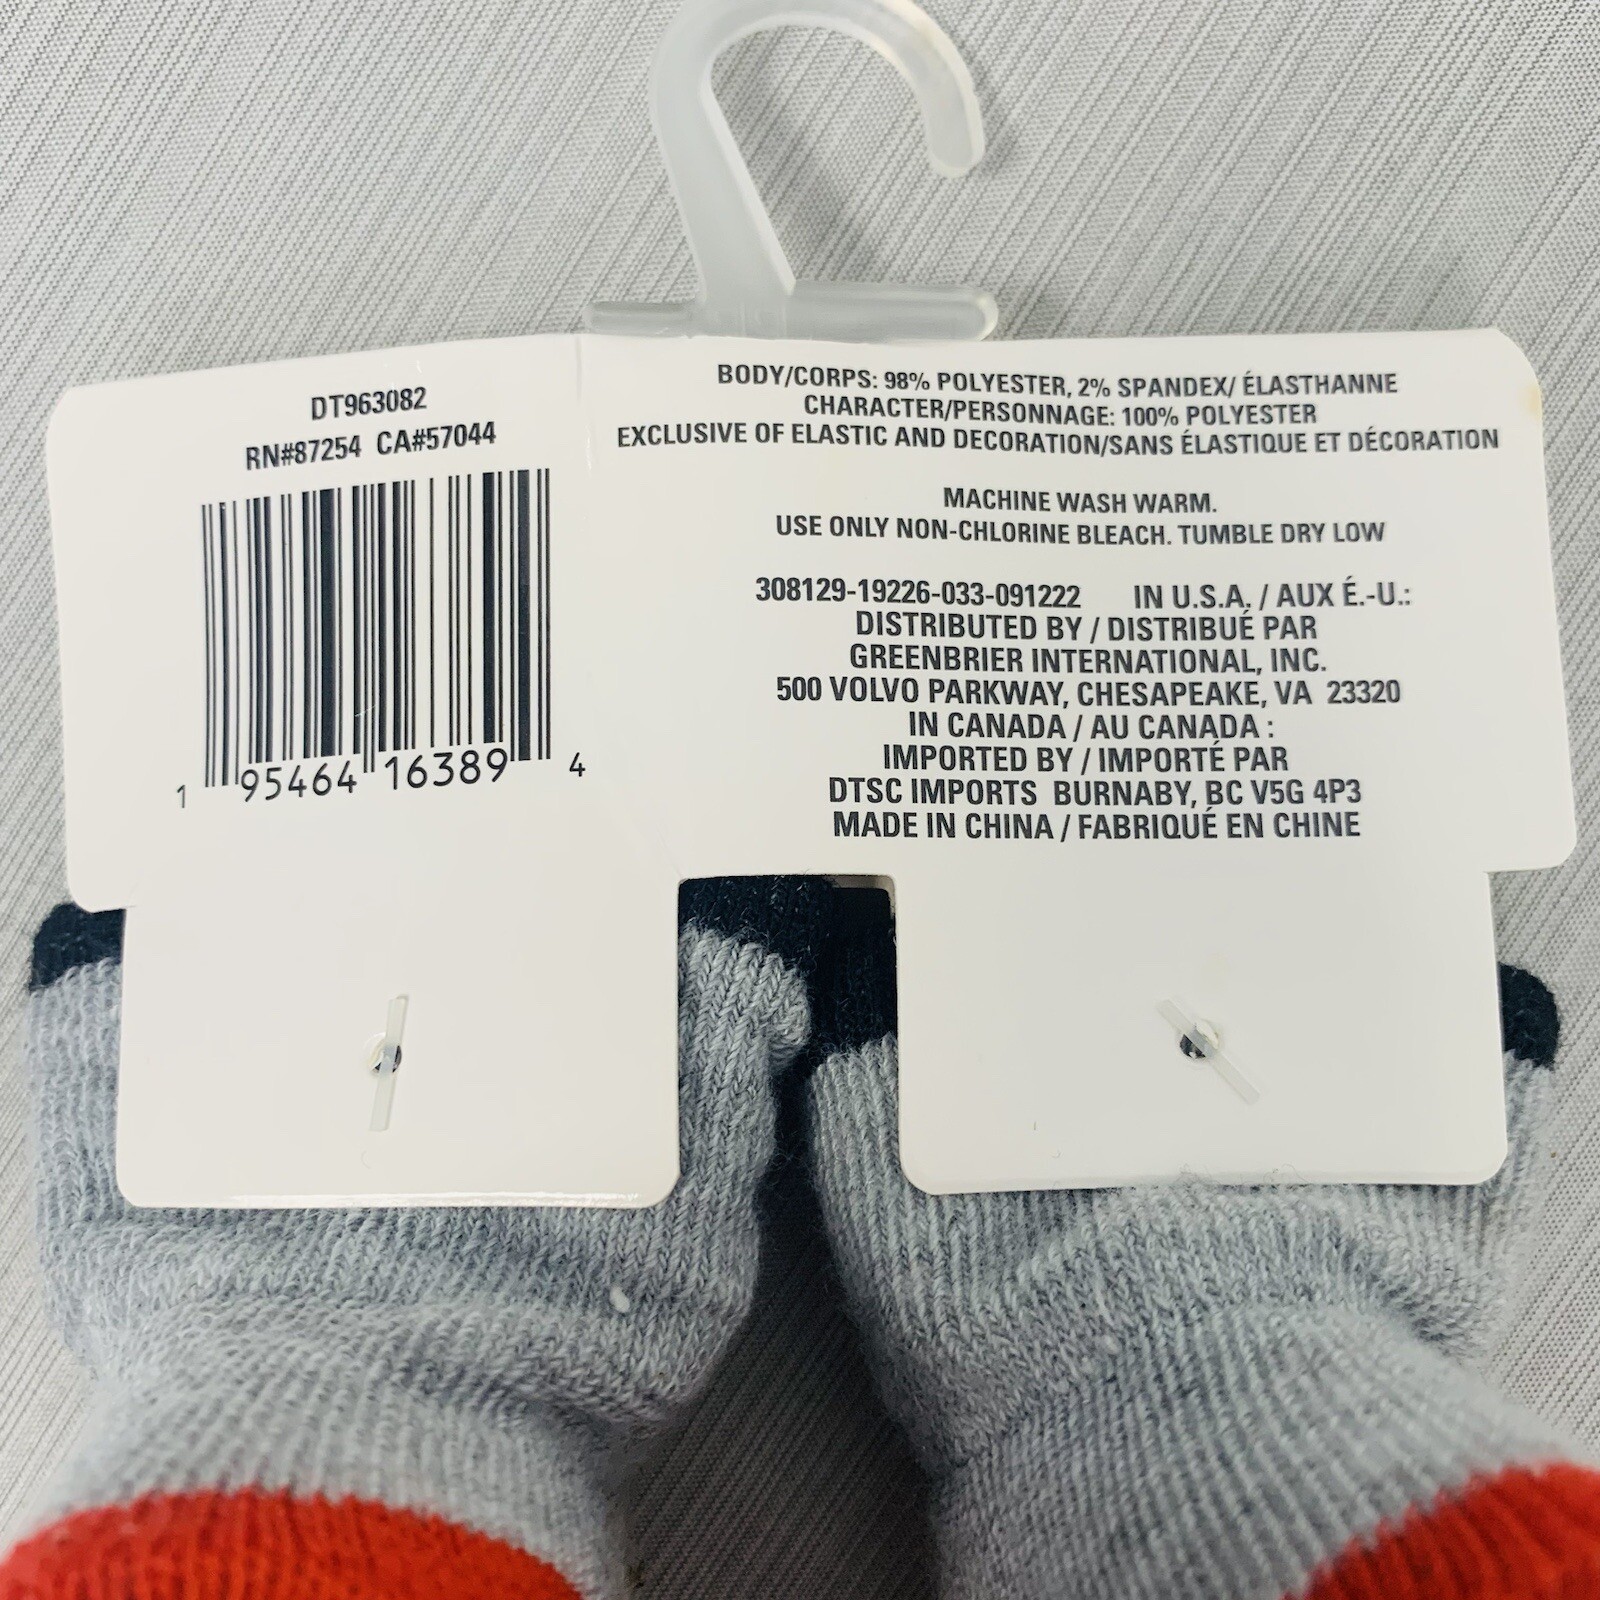 DT963082
RN#87254 CA#57044
1 95464 16389 4
BODY/CORPS: 98% POLYESTER, 2% SPANDEX/ ÉLASTHANNE
CHARACTER/PERSONNAGE: 100% POLYESTER
EXCLUSIVE OF ELASTIC AND DECORATION/SANS ÉLASTIQUE ET DÉCORATION
MACHINE WASH WARM.
USE ONLY NON-CHLORINE BLEACH. TUMBLE DRY LOW
308129-19226-033-091222 IN U.S.A. / AUX É.-U.:
DISTRIBUTED BY / DISTRIBUÉ PAR
GREENBRIER INTERNATIONAL, INC.
500 VOLVO PARKWAY, CHESAPEAKE, VA 23320
IN CANADA / AU CANADA :
IMPORTED BY / IMPORTÉ PAR
DTSC IMPORTS BURNABY, BC V5G 4P3
MADE IN CHINA / FABRIQUÉ EN CHINE